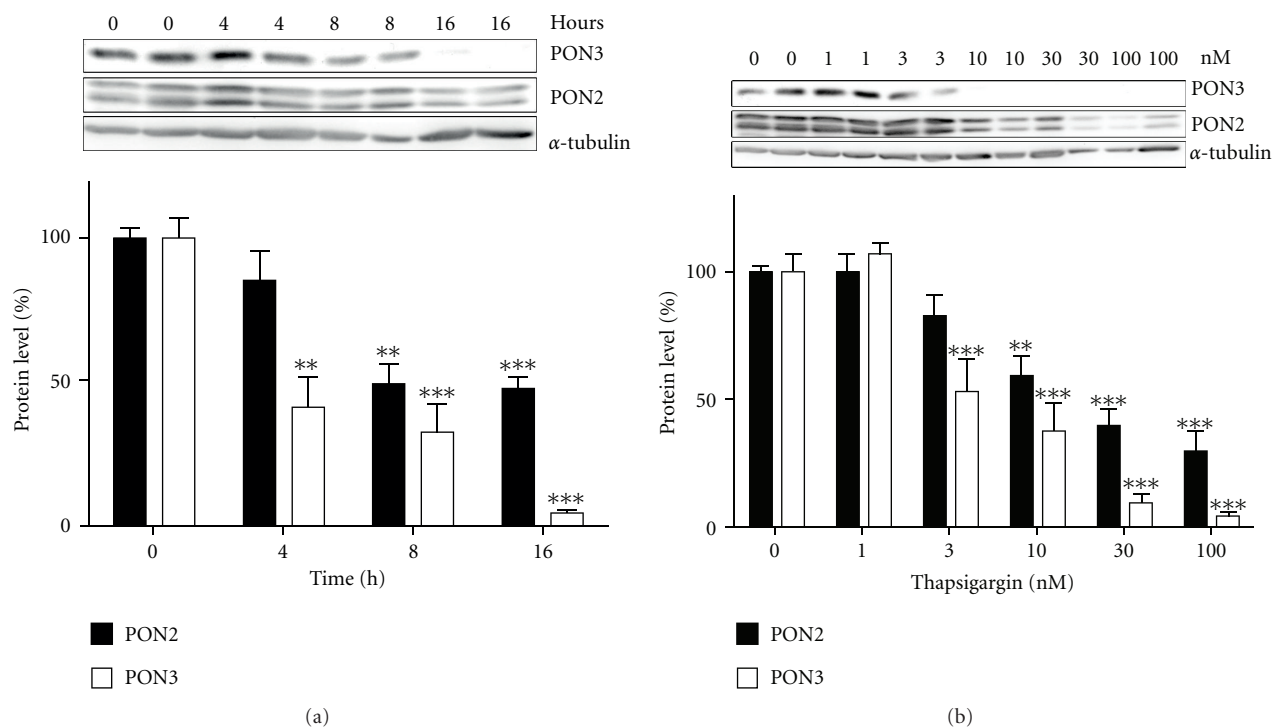 0 0 4 4 8 8 16 16 Hours
PON3
PON2
α-tubulin
100
50
0
Protein level (%)
** ** *** *** ***
0 4 8 16
Time (h)
PON2
PON3
(a)
0 0 1 1 3 3 10 10 30 30 100 100 nM
PON3
PON2
α-tubulin
100
50
0
Protein level (%)
*** ** *** *** *** ***
0 1 3 10 30 100
Thapsigargin (nM)
PON2
PON3
(b)